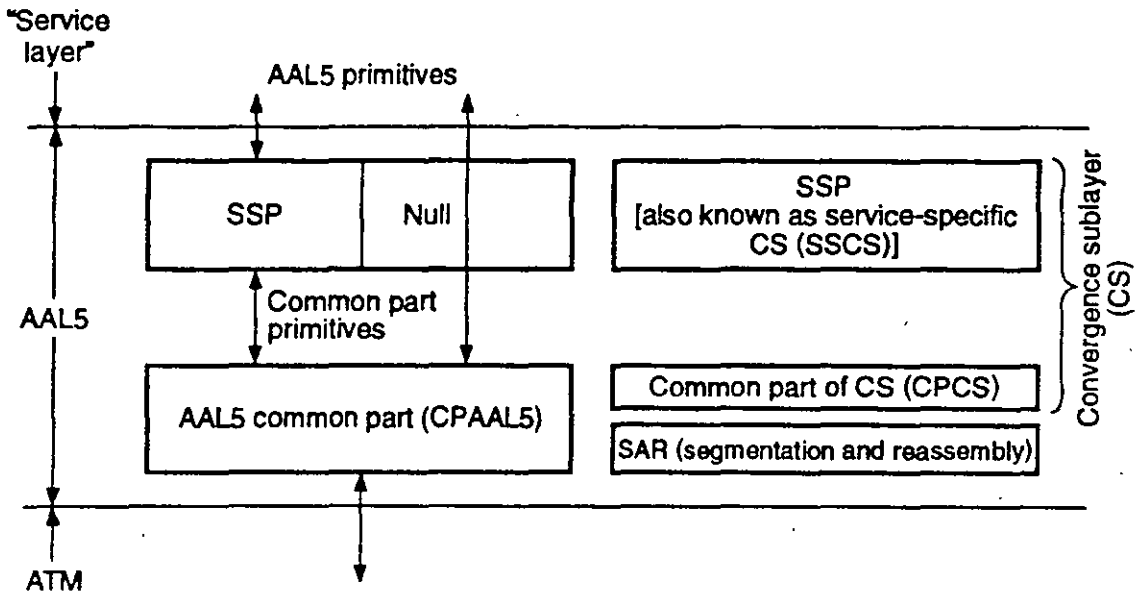 "Service
layer"
AAL5 primitives
SSP
Null
SSP
[also known as service-specific
CS (SSCS)]
Convergence sublayer
(CS)
AAL5
Common part
primitives
AAL5 common part (CPAAL5)
Common part of CS (CPCS)
SAR (segmentation and reassembly)
ATM